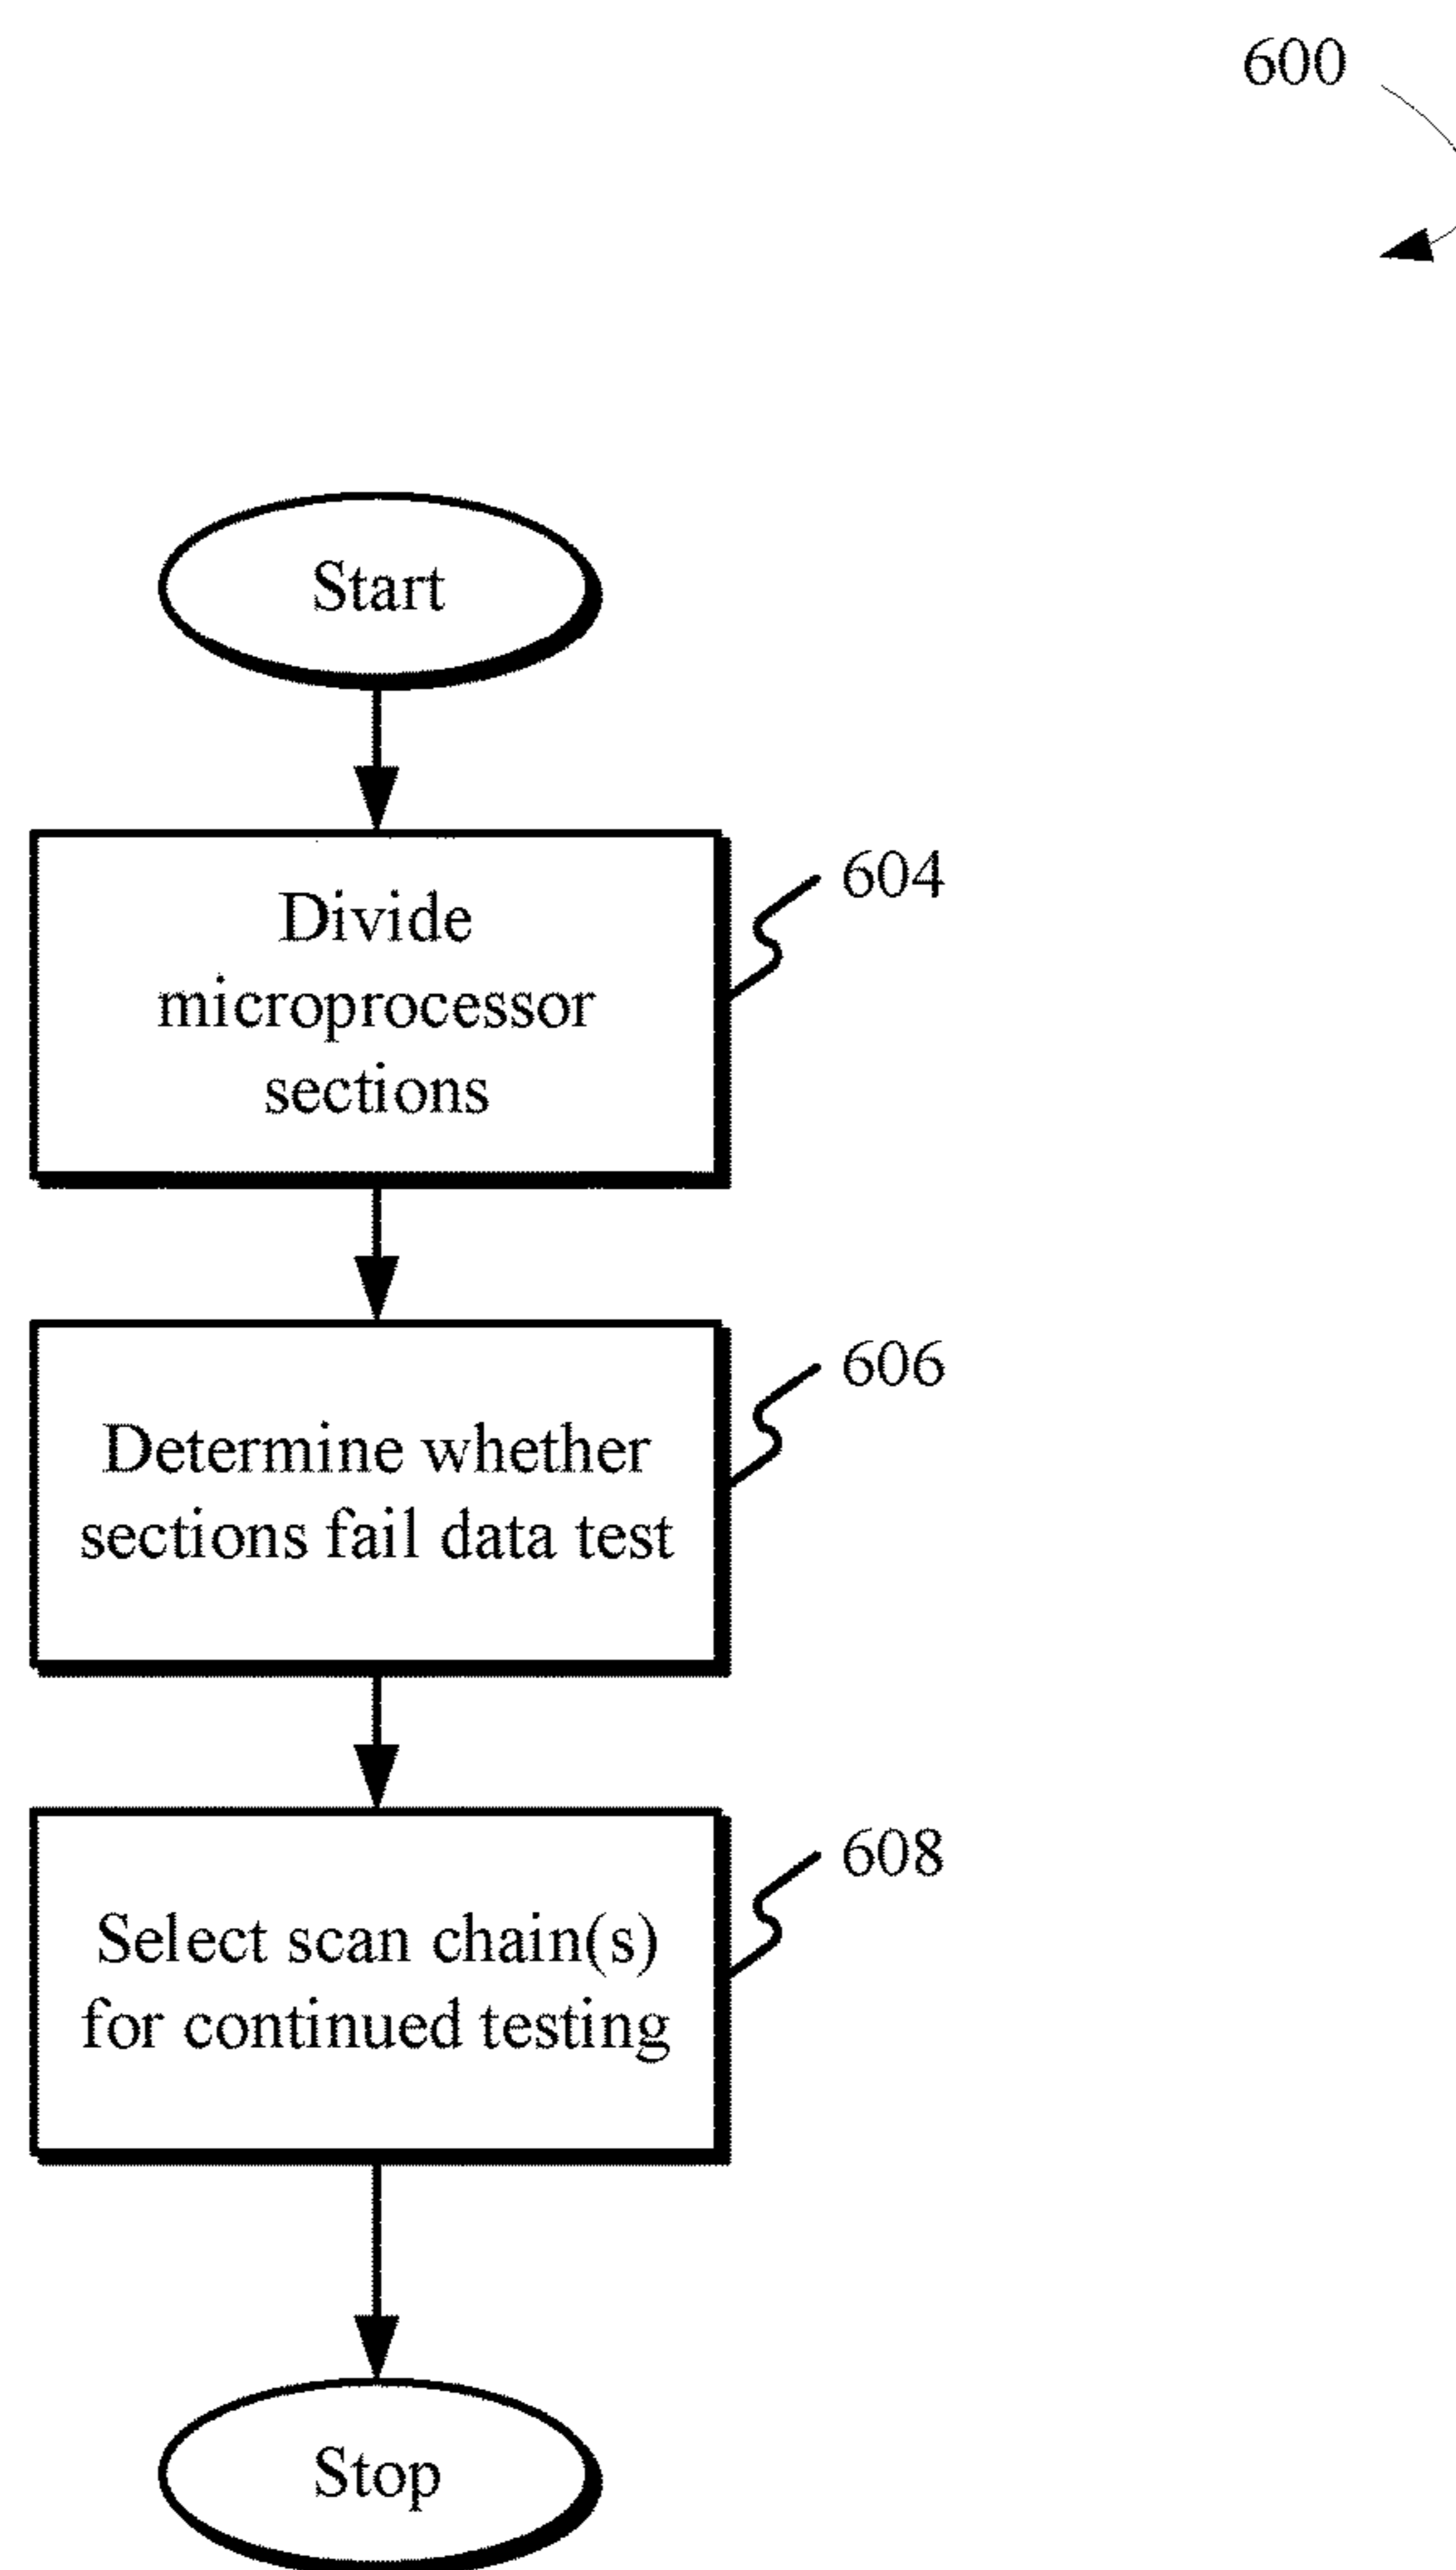 600
Start
Divide
microprocessor
sections
604
Determine whether
sections fail data test
606
Select scan chain(s)
for continued testing
608
Stop